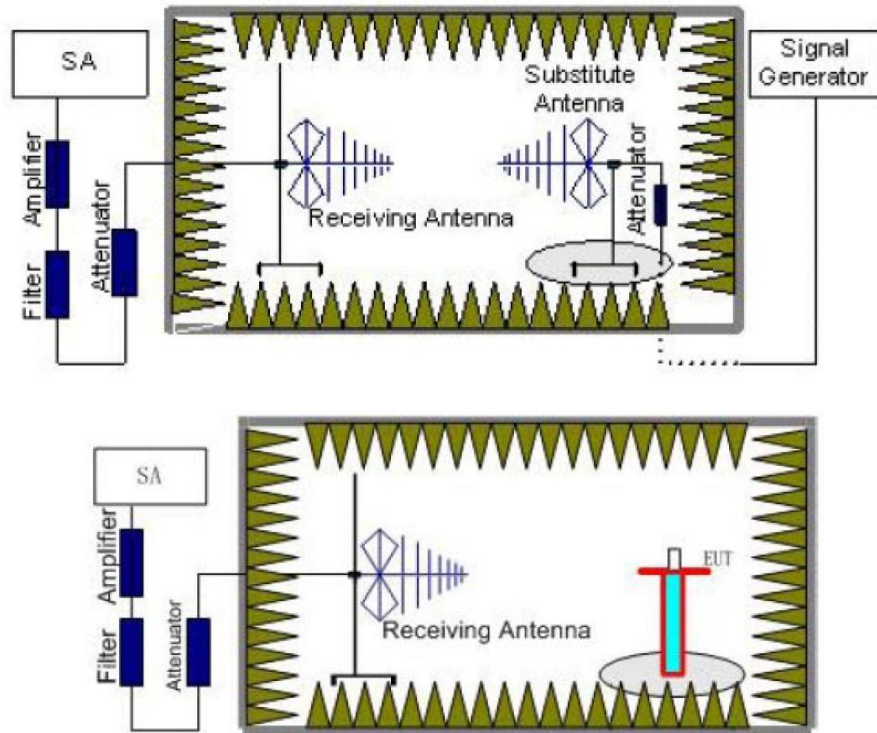 SA
Signal
Generator
Substitute
Antenna
Amplifier
Attenuator
Filter
Receiving Antenna
Attenuator
SA
Amplifier
Filter
Attenuator
Receiving Antenna
EUT